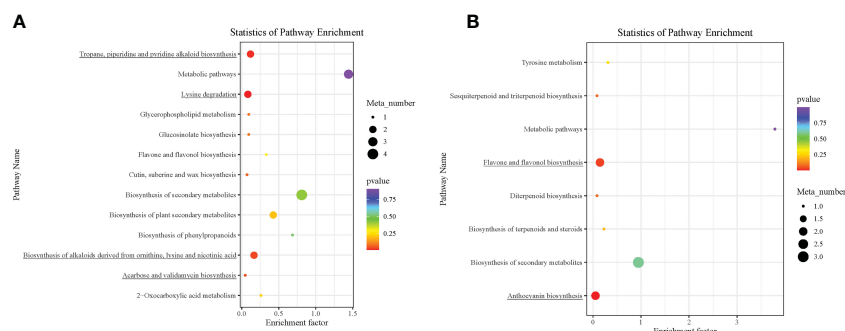 A
Statistics of Pathway Enrichment
Tropane, piperidine and pyridine alkaloid biosynthesis
Metabolic pathways
Lysine degradation
Glycerophospholipid metabolism
Glucosinolate biosynthesis
Flavone and flavonol biosynthesis
Cutin, suberine and wax biosynthesis
Biosynthesis of secondary metabolites
Biosynthesis of plant secondary metabolites
Biosynthesis of phenylpropanoids
Biosynthesis of alkaloids derived from ornithine, lysine and nicotinic acid
Acarbose and validamycin biosynthesis
2-Oxocarboxylic acid metabolism
Pathway Name
0.0 0.5 1.0 1.5
Enrichment factor
Meta_number
1
2
3
4
pvalue
0.75
0.50
0.25
B
Statistics of Pathway Enrichment
Tyrosine metabolism
Sesquiterpenoid and triterpenoid biosynthesis
Metabolic pathways
Flavone and flavonol biosynthesis
Diterpenoid biosynthesis
Biosynthesis of terpenoids and steroids
Biosynthesis of secondary metabolites
Anthocyanin biosynthesis
Pathway Name
0 1 2 3
Enrichment factor
pvalue
0.75
0.50
0.25
Meta_number
1.0
1.5
2.0
2.5
3.0